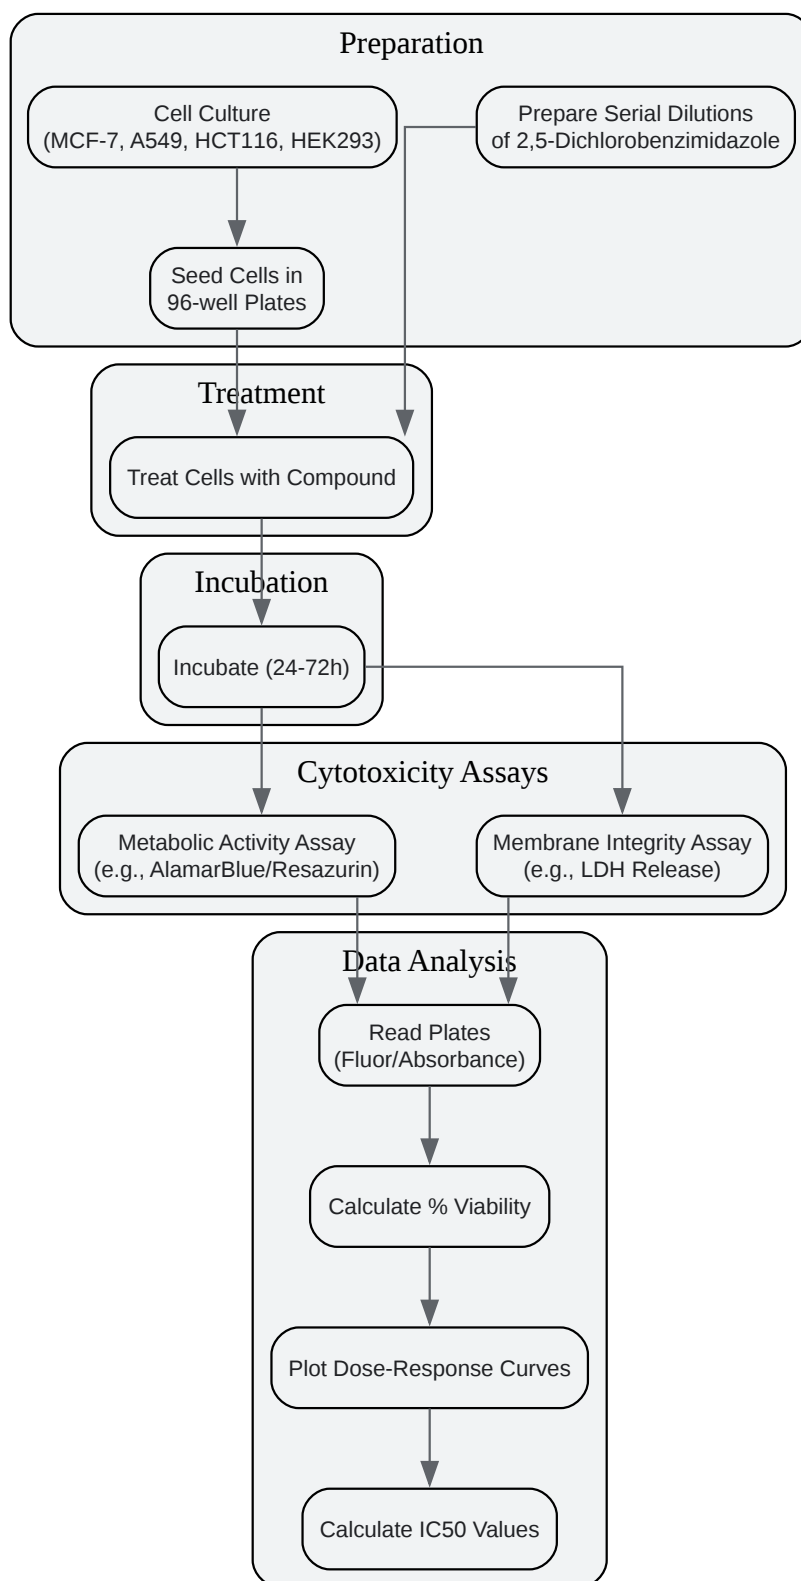 Preparation
Cell Culture
(MCF-7, A549, HCT116, HEK293)
Prepare Serial Dilutions
of 2,5-Dichlorobenzimidazole
Seed Cells in
96-well Plates
Treatment
Treat Cells with Compound
Incubation
Incubate (24-72h)
Cytotoxicity Assays
Metabolic Activity Assay
(e.g., AlamarBlue/Resazurin)
Membrane Integrity Assay
(e.g., LDH Release)
Data Analysis
Read Plates
(Fluor/Absorbance)
Calculate % Viability
Plot Dose-Response Curves
Calculate IC50 Values